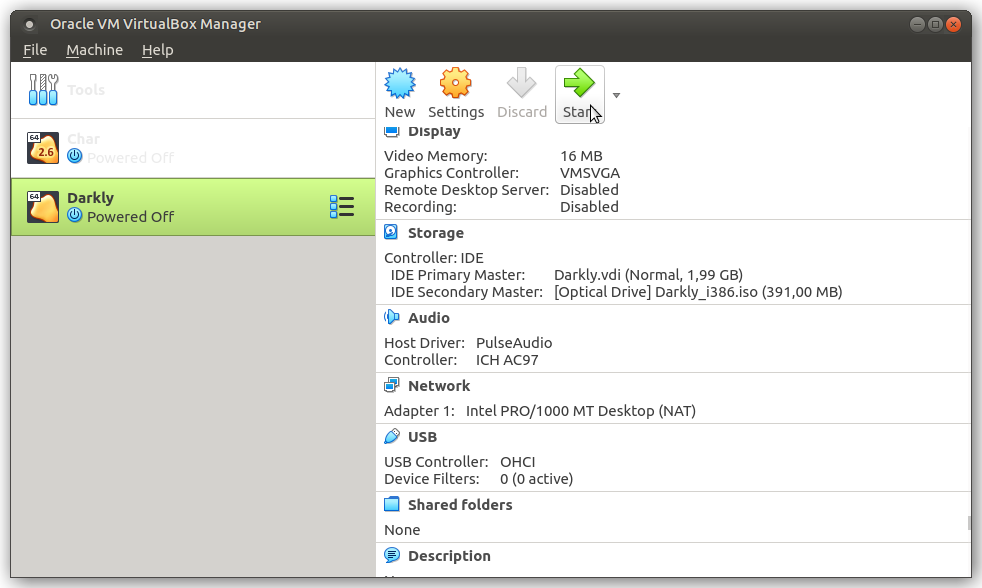 Oracle VM VirtualBox Manager
File Machine Help
Tools
New Settings Discard Start
64
2.6
Char
Powered Off
64
Darkly
Powered Off
Display
Video Memory: 16 MB
Graphics Controller: VMSVGA
Remote Desktop Server: Disabled
Recording: Disabled
Storage
Controller: IDE
IDE Primary Master: Darkly.vdi (Normal, 1,99 GB)
IDE Secondary Master: [Optical Drive] Darkly_i386.iso (391,00 MB)
Audio
Host Driver: PulseAudio
Controller: ICH AC97
Network
Adapter 1: Intel PRO/1000 MT Desktop (NAT)
USB
USB Controller: OHCI
Device Filters: 0 (0 active)
Shared folders
None
Description